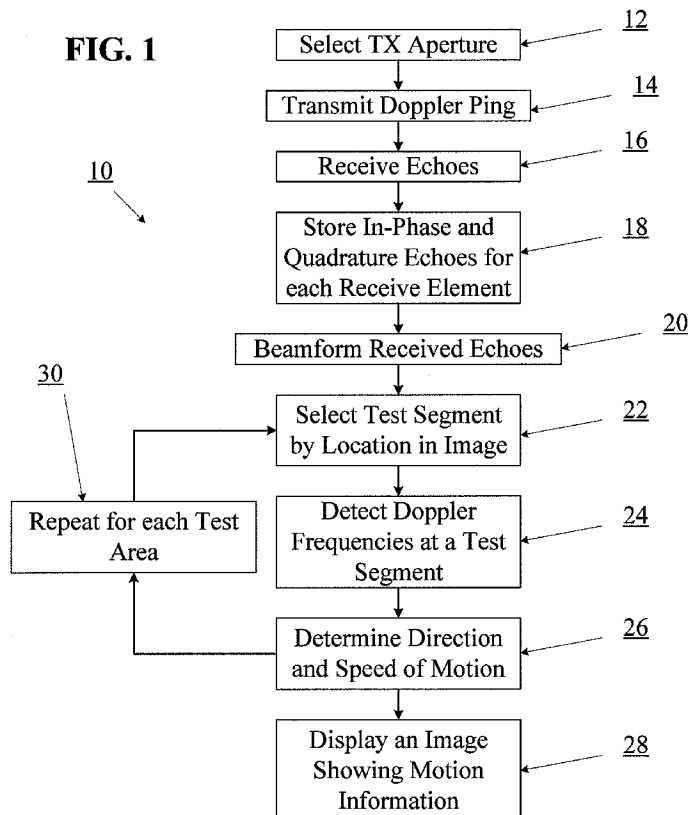 FIG. 1
Select TX Aperture
12
Transmit Doppler Ping
14
Receive Echoes
16
10
Store In-Phase and
Quadrature Echoes for
each Receive Element
18
Beamform Received Echoes
20
30
Select Test Segment
by Location in Image
22
Repeat for each Test
Area
Detect Doppler
Frequencies at a Test
Segment
24
Determine Direction
and Speed of Motion
26
Display an Image
Showing Motion
Information
28